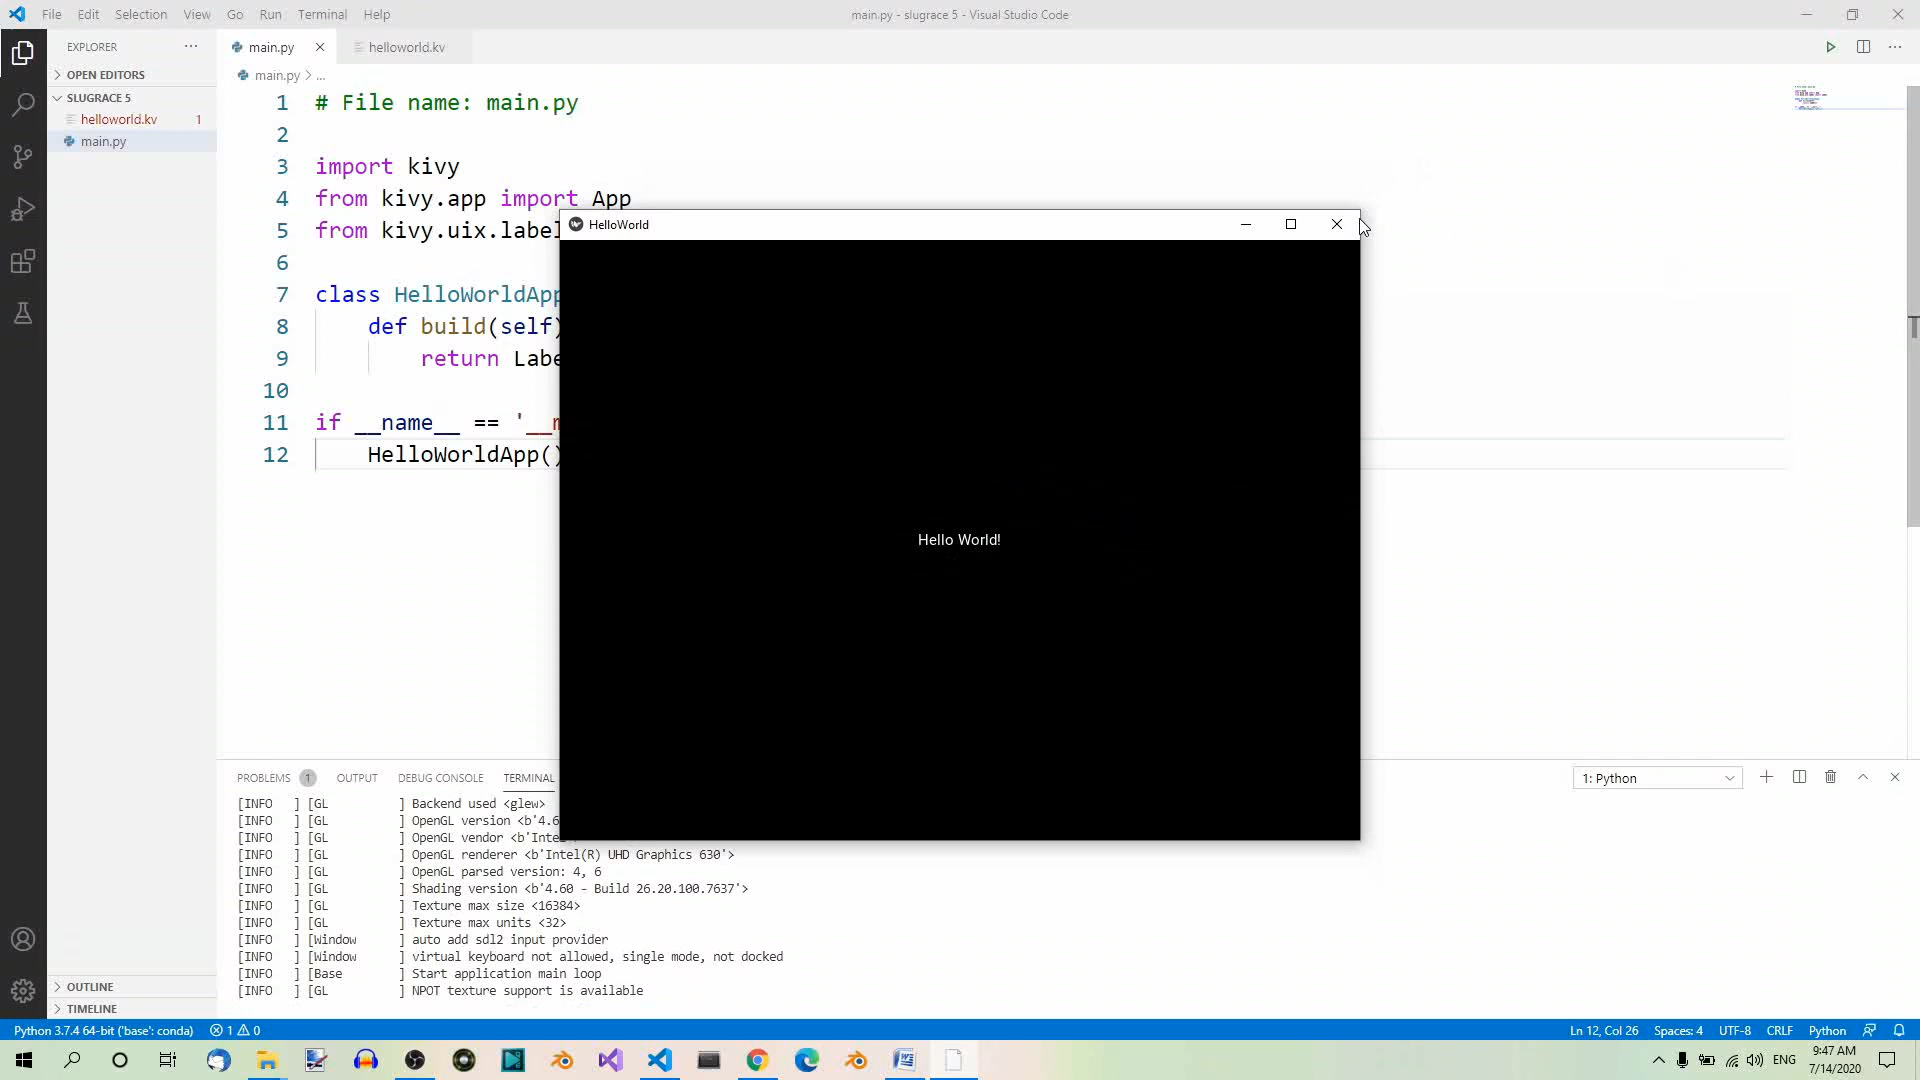 File Edit Selection View Go Run Terminal Help
main.py - slugrace 5 - Visual Studio Code
EXPLORER
main.py
helloworld.kv
OPEN EDITORS
main.py > ...
SLUGRACE 5
helloworld.kv 1
main.py
1 # File name: main.py
2
3 import kivy
4 from kivy.app import App
5 from kivy.uix.label
6
7 class HelloWorldApp
8 def build(self)
9 return Labe
10
11 if __name__ == '__m
12 HelloWorldApp()
HelloWorld
Hello World!
PROBLEMS 1 OUTPUT DEBUG CONSOLE TERMINAL
1: Python
[INFO ] [GL ] Backend used <glew>
[INFO ] [GL ] OpenGL version <b'4.6
[INFO ] [GL ] OpenGL vendor <b'Inte
[INFO ] [GL ] OpenGL renderer <b'Intel(R) UHD Graphics 630'>
[INFO ] [GL ] OpenGL parsed version: 4, 6
[INFO ] [GL ] Shading version <b'4.60 - Build 26.20.100.7637'>
[INFO ] [GL ] Texture max size <16384>
[INFO ] [GL ] Texture max units <32>
[INFO ] [Window ] auto add sdl2 input provider
[INFO ] [Window ] virtual keyboard not allowed, single mode, not docked
[INFO ] [Base ] Start application main loop
[INFO ] [GL ] NPOT texture support is available
OUTLINE
TIMELINE
Python 3.7.4 64-bit ('base': conda) 1 0
Ln 12, Col 26 Spaces: 4 UTF-8 CRLF Python
ENG
9:47 AM
7/14/2020